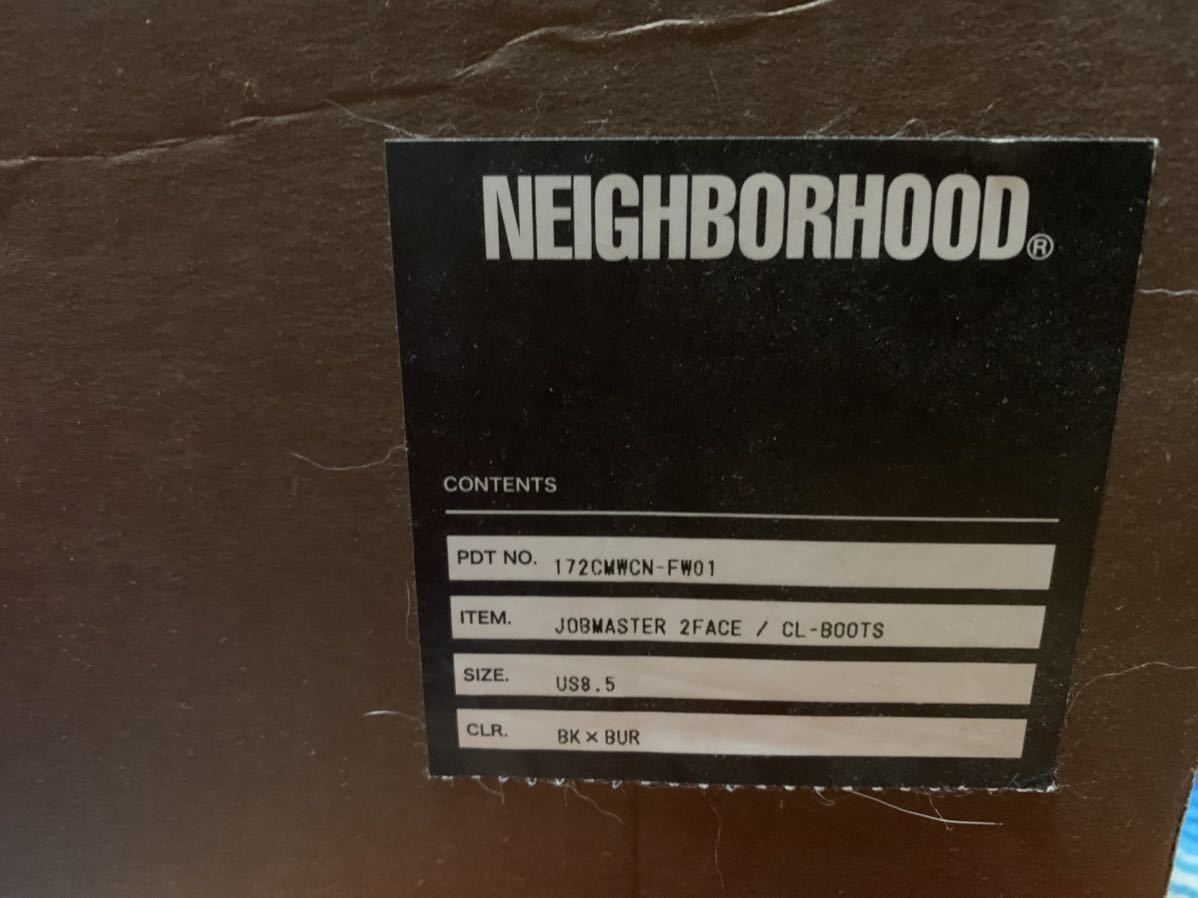 NEIGHBORHOOD®
CONTENTS
PDT NO. 172CMWCN-FW01
ITEM. JOBMASTER 2FACE / CL-BOOTS
SIZE. US8.5
CLR. BK×BUR